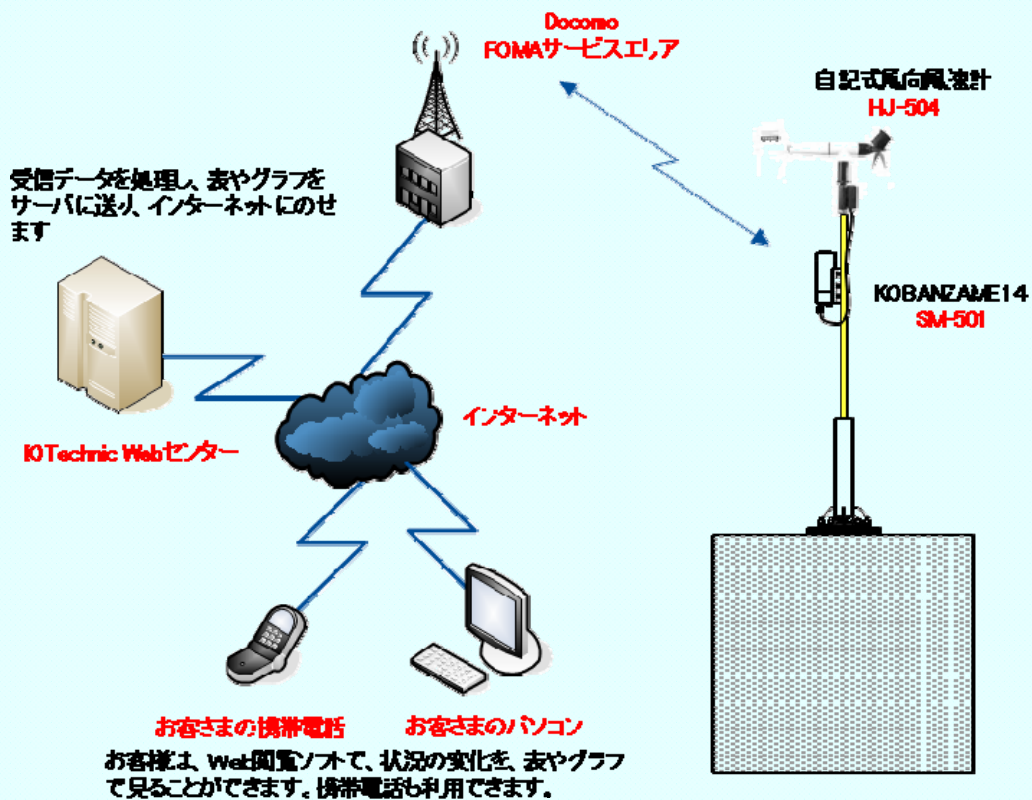 Docomo
FOMAサービスエリア
自記式風向風速計
HJ-504
受信データを処理し、表やグラフを
サーバに送り、インターネットにのせ
ます
KOBANZAME14
SM-501
インターネット
IOTechnic Webセンター
お客さまの携帯電話
お客さまのパソコン
お客様は、Web閲覧ソフトで、状況の変化を、表やグラフ
で見ることができます。携帯電話も利用できます。